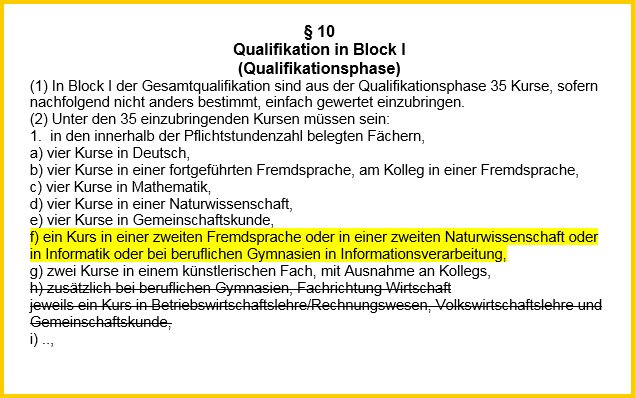 § 10
Qualifikation in Block I
(Qualifikationsphase)
(1) In Block I der Gesamtqualifikation sind aus der Qualifikationsphase 35 Kurse, sofern
nachfolgend nicht anders bestimmt, einfach gewertet einzubringen.
(2) Unter den 35 einzubringenden Kursen müssen sein:
1. in den innerhalb der Pflichtstundenzahl belegten Fächern,
a) vier Kurse in Deutsch,
b) vier Kurse in einer fortgeführten Fremdsprache, am Kolleg in einer Fremdsprache,
c) vier Kurse in Mathematik,
d) vier Kurse in einer Naturwissenschaft,
e) vier Kurse in Gemeinschaftskunde,
f) ein Kurs in einer zweiten Fremdsprache oder in einer zweiten Naturwissenschaft oder
in Informatik oder bei beruflichen Gymnasien in Informationsverarbeitung,
g) zwei Kurse in einem künstlerischen Fach, mit Ausnahme an Kollegs,
h) zusätzlich bei beruflichen Gymnasien, Fachrichtung Wirtschaft
jeweils ein Kurs in Betriebswirtschaftslehre/Rechnungswesen, Volkswirtschaftslehre und
Gemeinschaftskunde,
i) ..,